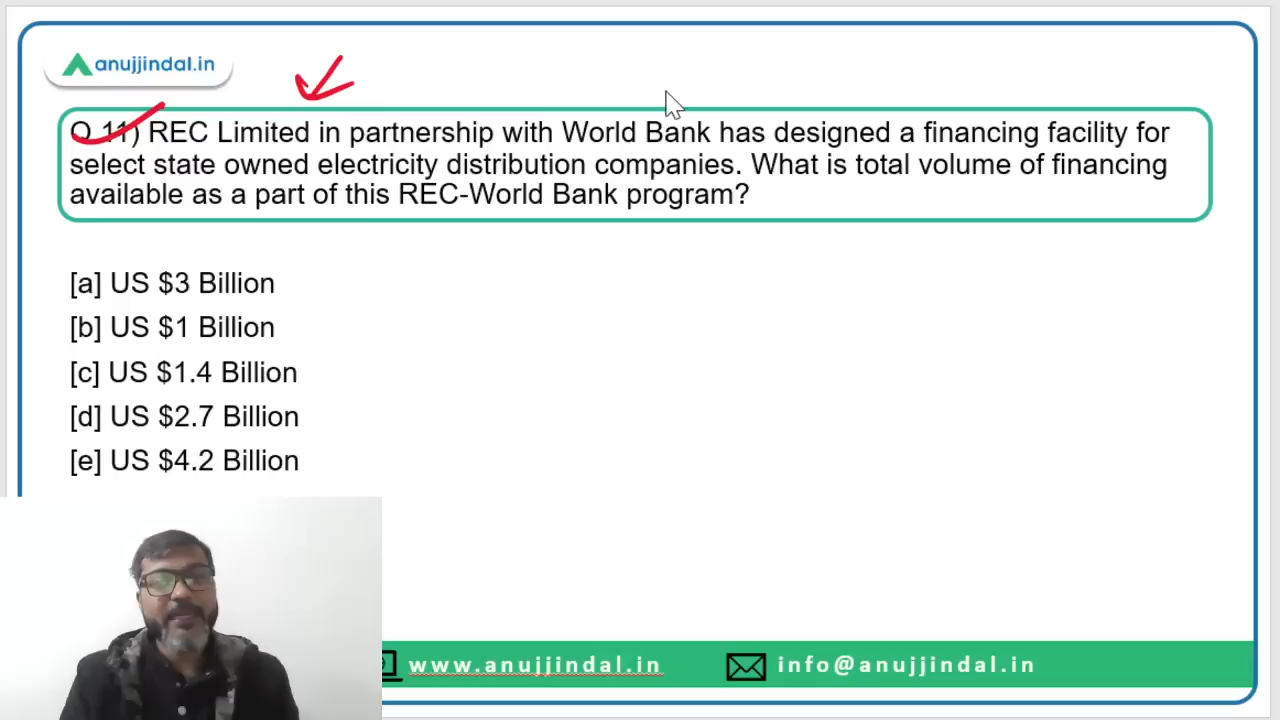 anujjindal.in
Q.11) REC Limited in partnership with World Bank has designed a financing facility for
select state owned electricity distribution companies. What is total volume of financing
available as a part of this REC-World Bank program?
[a] US $3 Billion
[b] US $1 Billion
[c] US $1.4 Billion
[d] US $2.7 Billion
[e] US $4.2 Billion
www.anujjindal.in
info@anujjindal.in